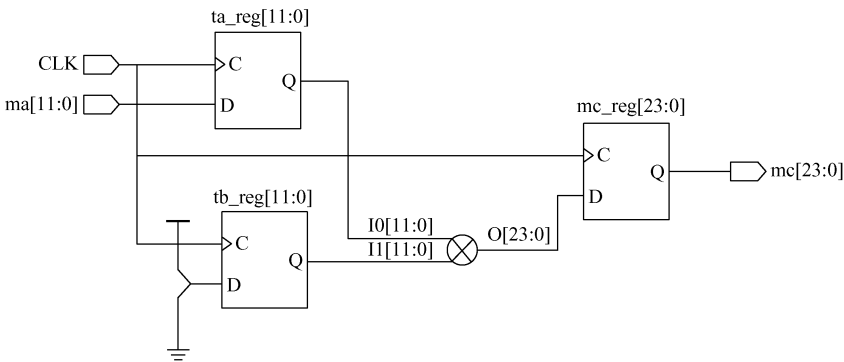 ta_reg[11:0]
CLK
C
Q
ma[11:0]
D
mc_reg[23:0]
C
Q
mc[23:0]
D
tb_reg[11:0]
I0[11:0]
O[23:0]
C
I1[11:0]
Q
D